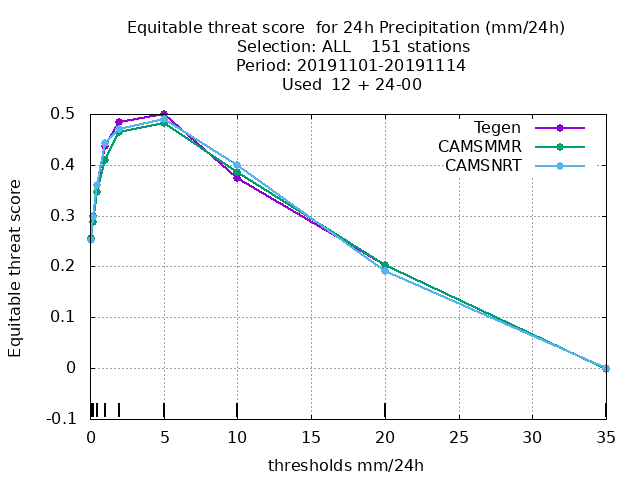 Equitable threat score  for 24h Precipitation (mm/24h)
Selection: ALL    151 stations
Period: 20191101-20191114
Used  12 + 24-00
Tegen
CAMSMMR
CAMSNRT
Equitable threat score
0.5
0.4
0.3
0.2
0.1
0
-0.1
0 5 10 15 20 25 30 35
thresholds mm/24h